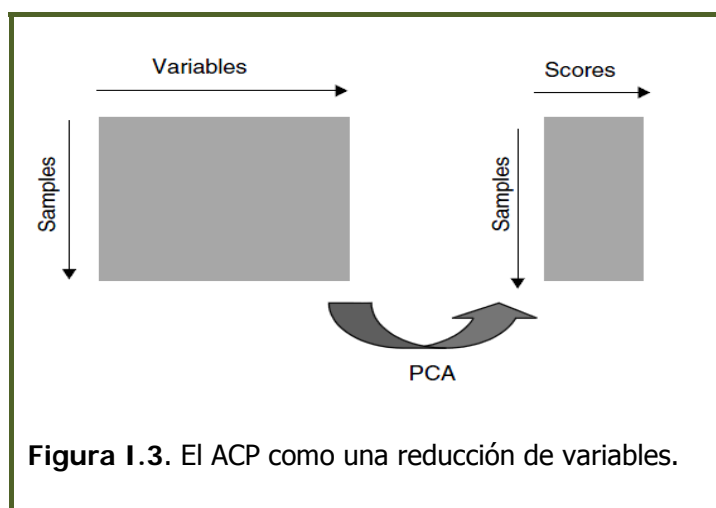 Variables
Scores
Samples
Samples
PCA
Figura I.3. El ACP como una reducción de variables.